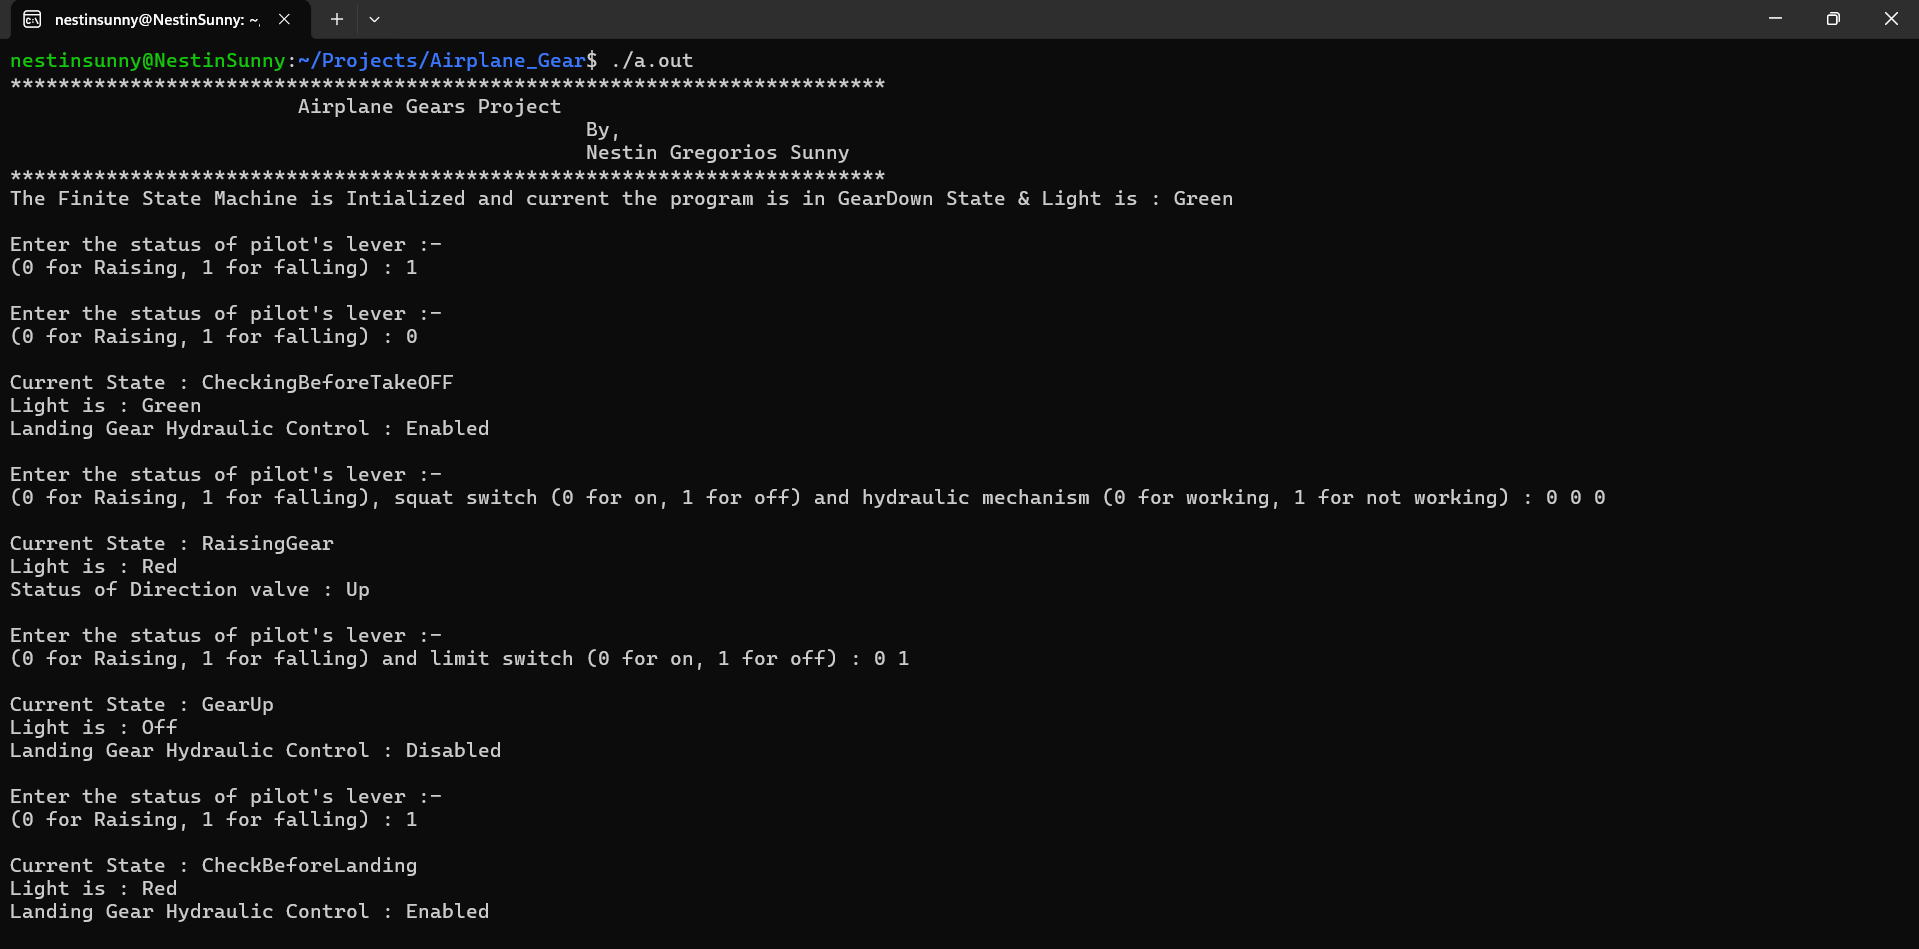 nestinsunny@NestinSunny: ~,
nestinsunny@NestinSunny:~/Projects/Airplane_Gear$ ./a.out
*************************************************************************
Airplane Gears Project
By,
Nestin Gregorios Sunny
*************************************************************************
The Finite State Machine is Intialized and current the program is in GearDown State & Light is : Green
Enter the status of pilot's lever :-
(0 for Raising, 1 for falling) : 1
Enter the status of pilot's lever :-
(0 for Raising, 1 for falling) : 0
Current State : CheckingBeforeTakeOFF
Light is : Green
Landing Gear Hydraulic Control : Enabled
Enter the status of pilot's lever :-
(0 for Raising, 1 for falling), squat switch (0 for on, 1 for off) and hydraulic mechanism (0 for working, 1 for not working) : 0 0 0
Current State : RaisingGear
Light is : Red
Status of Direction valve : Up
Enter the status of pilot's lever :-
(0 for Raising, 1 for falling) and limit switch (0 for on, 1 for off) : 0 1
Current State : GearUp
Light is : Off
Landing Gear Hydraulic Control : Disabled
Enter the status of pilot's lever :-
(0 for Raising, 1 for falling) : 1
Current State : CheckBeforeLanding
Light is : Red
Landing Gear Hydraulic Control : Enabled